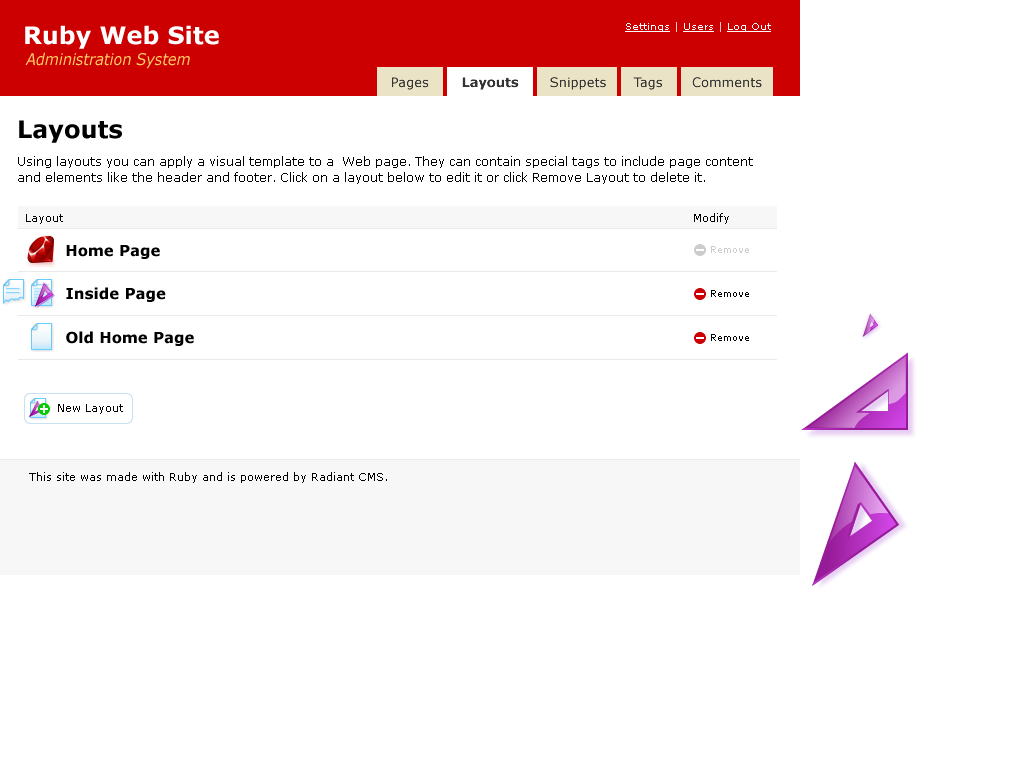 Ruby Web Site
Administration System
Settings | Users | Log Out
Pages Layouts Snippets Tags Comments
Layouts
Using layouts you can apply a visual template to a Web page. They can contain special tags to include page content
and elements like the header and footer. Click on a layout below to edit it or click Remove Layout to delete it.
Layout Modify
Home Page Remove
Inside Page Remove
Old Home Page Remove
New Layout
This site was made with Ruby and is powered by Radiant CMS.